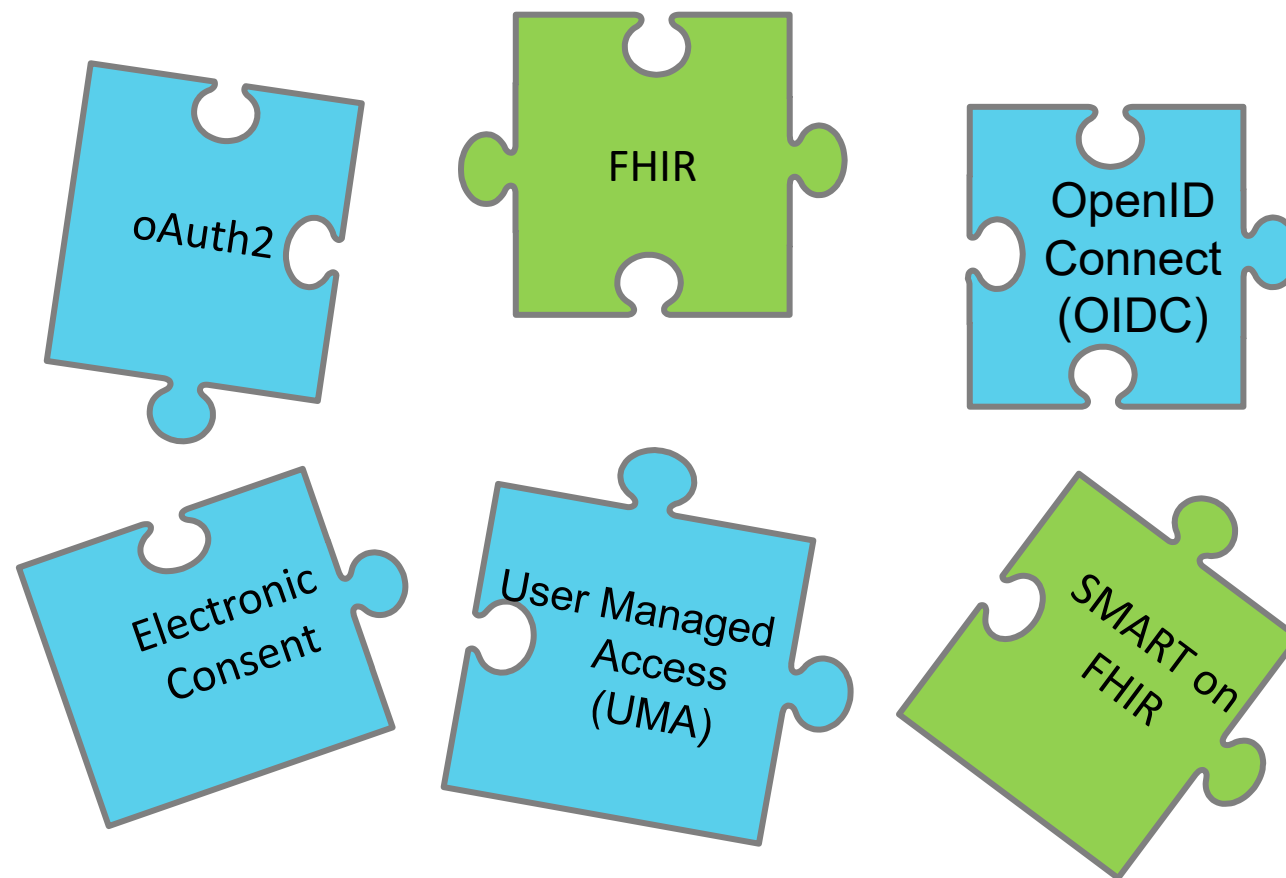 oAuth2
FHIR
OpenID
Connect
(OIDC)
Electronic
Consent
User Managed
Access
(UMA)
SMART on
FHIR